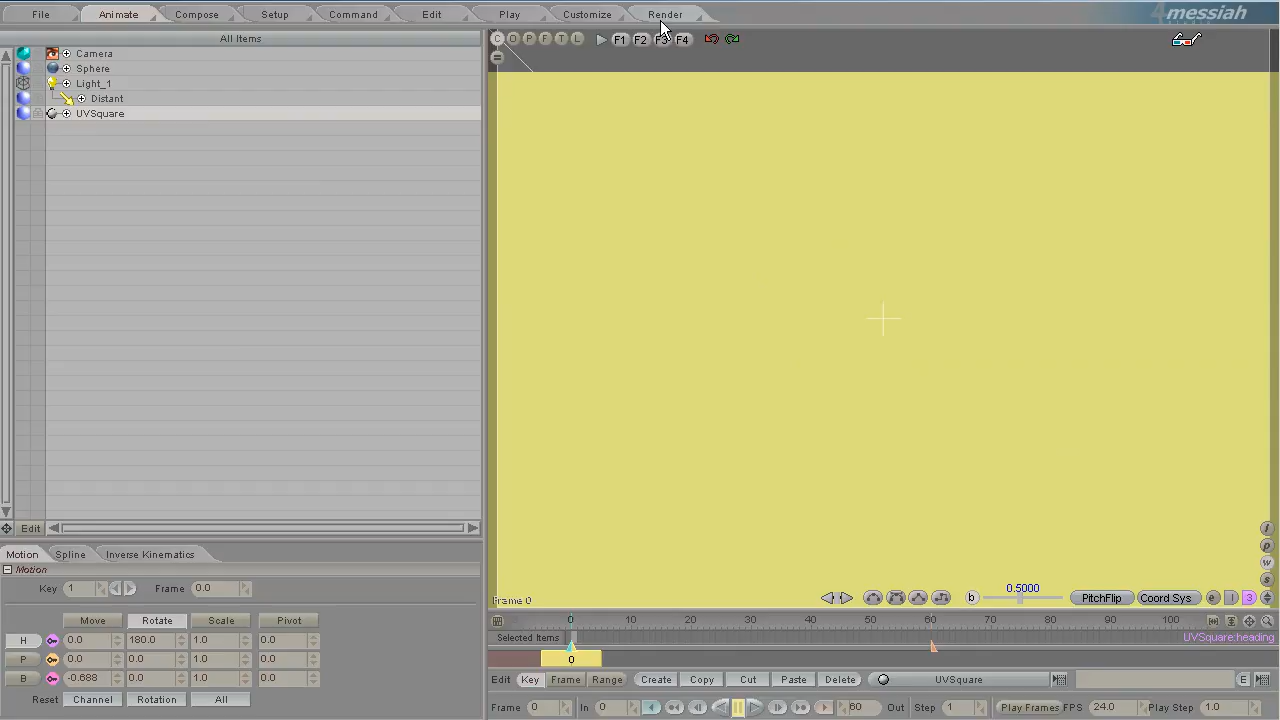 File Animate Compose Setup Command Edit Play Customize Render 4messiah
All Items
C O P F T L F1 F2 F3 F4
Camera
Sphere
Light_1
Distant
UVSquare
Edit
f
p
w
s
Motion Spline Inverse Kinematics
Motion
Key 1 Frame 0.0
Move Rotate Scale Pivot
H 0.0 180.0 1.0 0.0
P 0.0 0.0 1.0 0.0
B -0.688 0.0 1.0 0.0
Reset Channel Rotation All
Frame 0
b 0.5000 PitchFlip Coord Sys e 3
0 10 20 30 40 50 60 70 80 90 100
Selected Items UVSquare:heading
0
Edit Key Frame Range Create Copy Cut Paste Delete UVSquare E
Frame 0 In 0 60 Out Step 1 Play Frames FPS 24.0 Play Step 1.0